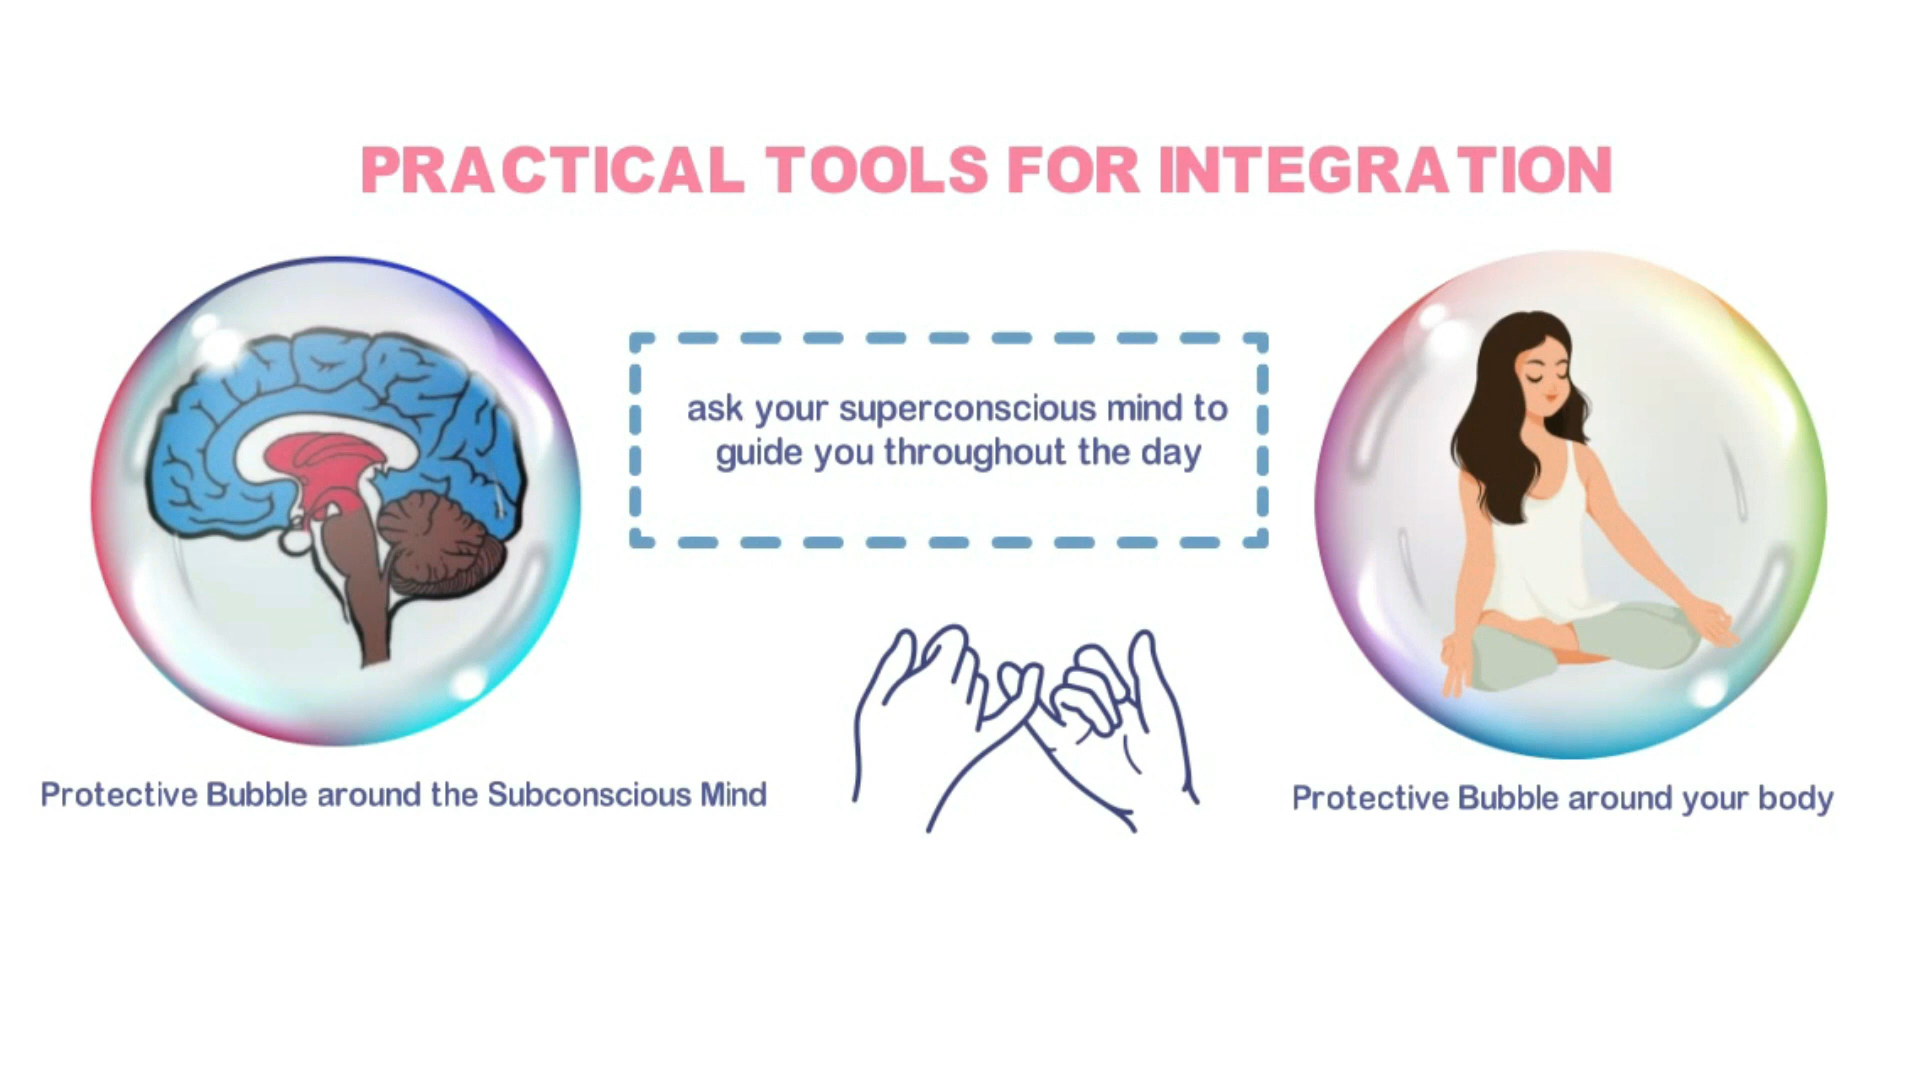 PRACTICAL TOOLS FOR INTEGRATION
ask your superconscious mind to
guide you throughout the day
Protective Bubble around the Subconscious Mind
Protective Bubble around your body